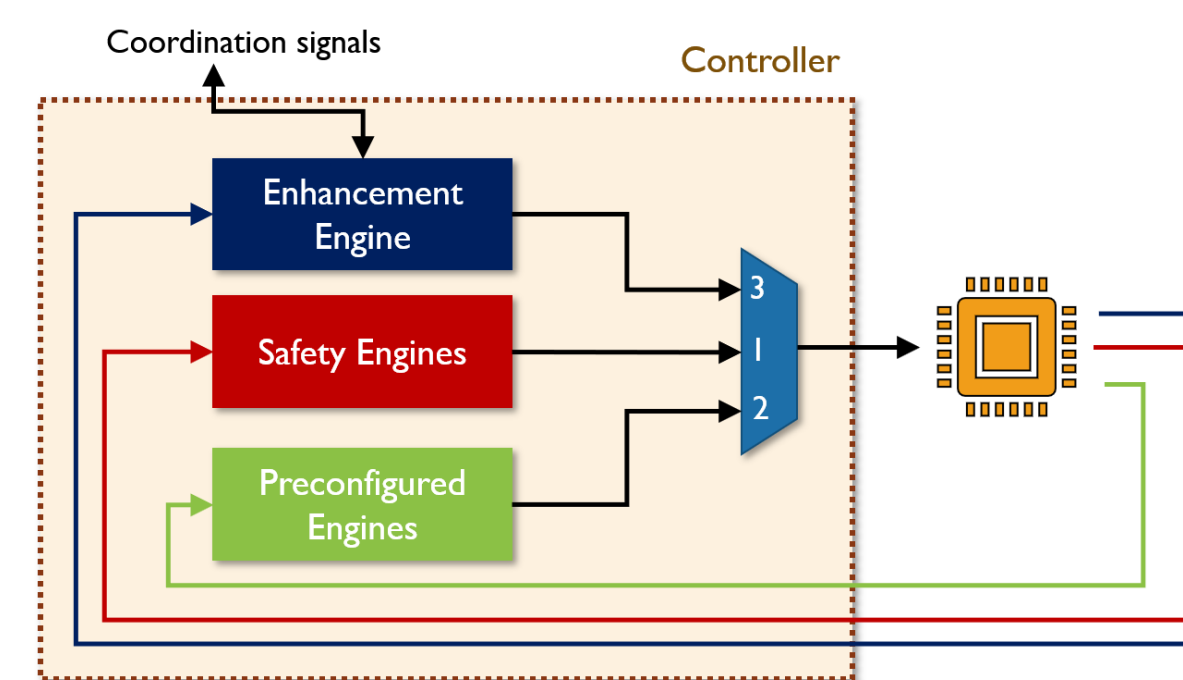 Coordination signals
Controller
Enhancement
Engine
3
Safety Engines
1
2
Preconfigured
Engines